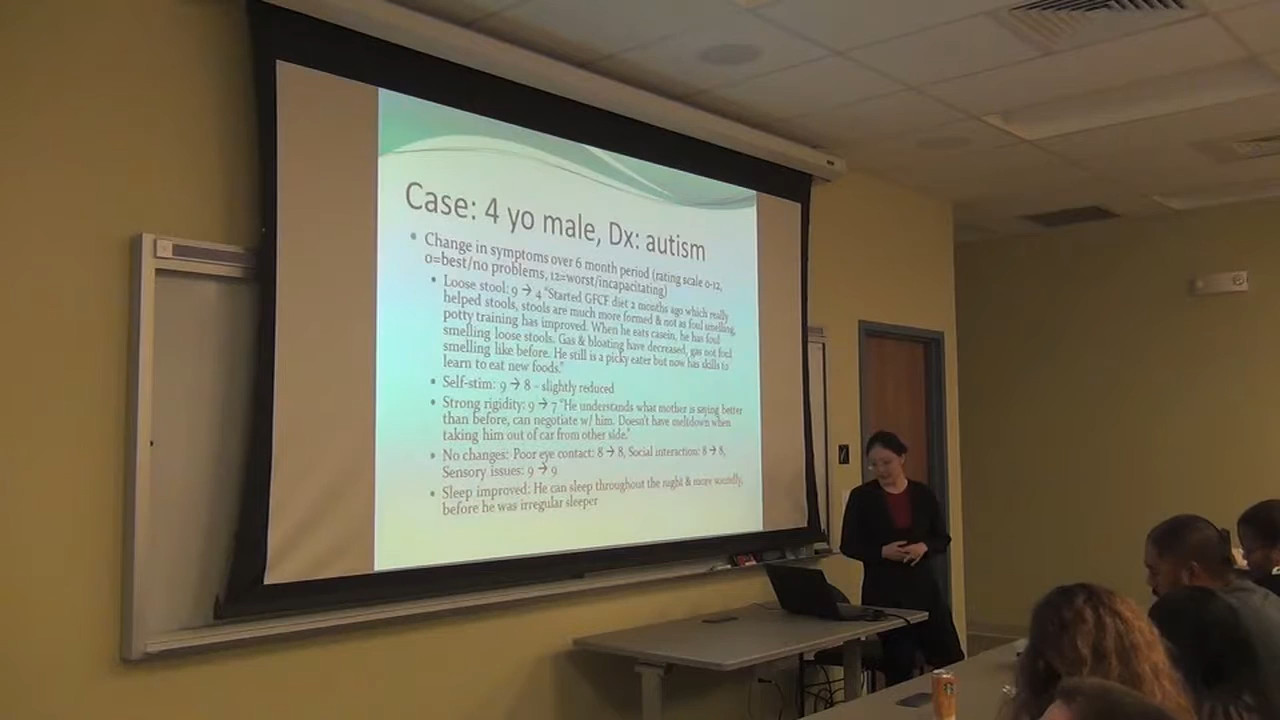 Case: 4 yo male, Dx: autism
• Change in symptoms over 6 month period (rating scale 0-12,
0=best/no problems, 12=worst/incapacitating)
• Loose stool: 9 → 4 “Started GFCF diet 2 months ago which really
helped stools, stools are much more formed & not as foul smelling,
potty training has improved. When he eats casein, he has foul
smelling loose stools. Gas & bloating have decreased, gas not foul
smelling like before. He still is a picky eater but now has skills to
learn to eat new foods.”
• Self-stim: 9 → 8 - slightly reduced
• Strong rigidity: 9 → 7 “He understands what mother is saying better
than before, can negotiate w/ him. Doesn't have meltdown when
taking him out of car from other side.”
• No changes: Poor eye contact: 8 → 8, Social interaction: 8 → 8,
Sensory issues: 9 → 9
• Sleep improved: He can sleep throughout the night & more soundly,
before he was irregular sleeper